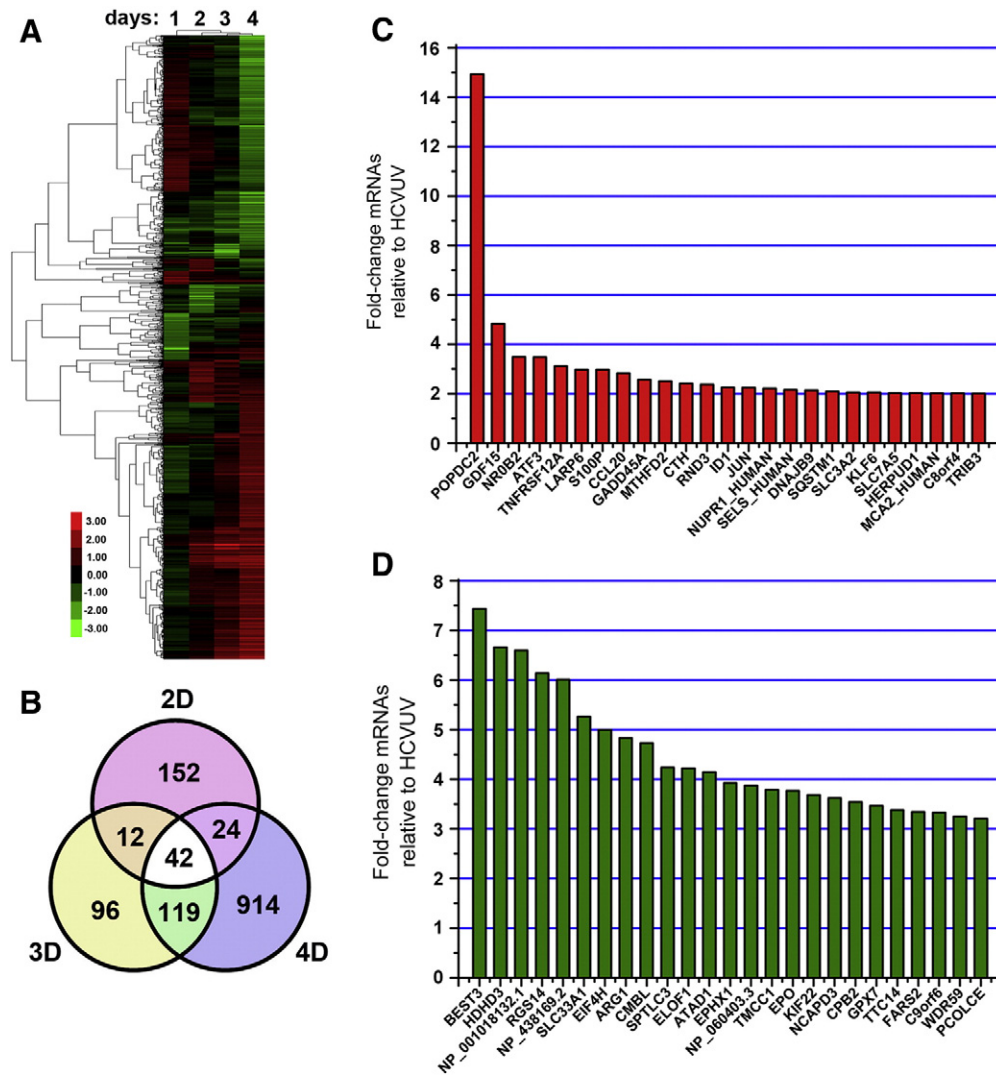 A
days: 1 2 3 4
3.00
2.00
1.00
0.00
-1.00
-2.00
-3.00
B
2D
152
12
24
42
96
119
914
3D
4D
C
Fold-change mRNAs
relative to HCVUV
16
14
12
10
8
6
4
2
0
POPDC2
GDF15
NR0B2
ATF3
TNFRSF12A
LARP6
S100P
CCL20
GADD45A
MTHFD2
CTH
RND3
ID1
JUN
NUPR1_HUMAN
SELS_HUMAN
DNAJB9
SQSTM1
SLC3A2
KLF6
SLC7A5
HERPUD1
MCA2_HUMAN
C8orf4
TRIB3
D
Fold-change mRNAs
relative to HCVUV
8
7
6
5
4
3
2
1
0
BEST3
HDHD3
NP_001018132.1
RGS14
NP_438169.2
SLC33A1
EIF4H
ARG1
CMBL
SPTLC3
ELOF1
ATAD1
EPHX1
NP_060403.3
TMCC1
EPO
KIF22
NCAPD3
CPB2
GPX7
TTC14
FARS2
C9orf6
WDR59
PCOLCE